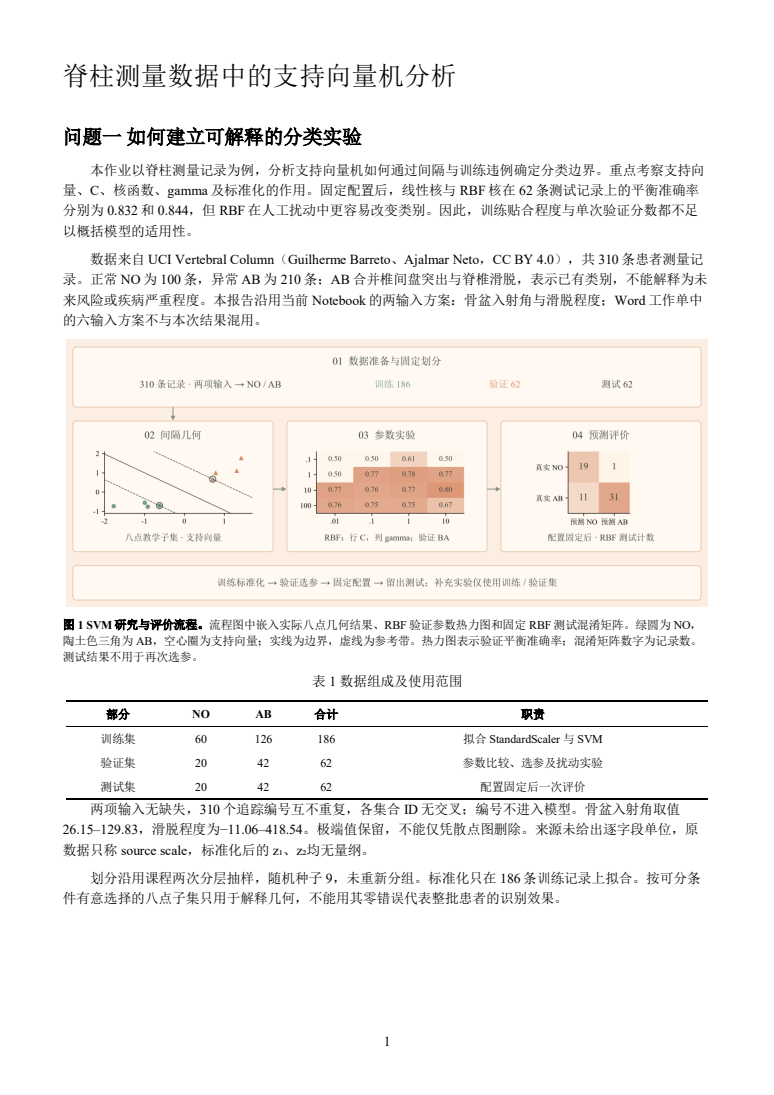 脊柱测量数据中的支持向量机分析
问题一 如何建立可解释的分类实验
本作业以脊柱测量记录为例，分析支持向量机如何通过间隔与训练违例确定分类边界。重点考察支持向
量、C、核函数、gamma 及标准化的作用。固定配置后，线性核与 RBF 核在 62 条测试记录上的平衡准确率
分别为 0.832 和 0.844，但 RBF 在人工扰动中更容易改变类别。因此，训练贴合程度与单次验证分数都不足
以概括模型的适用性。
数据来自 UCI Vertebral Column（Guilherme Barreto、Ajalmar Neto，CC BY 4.0），共 310 条患者测量记
录。正常 NO 为 100 条，异常 AB 为 210 条；AB 合并椎间盘突出与脊椎滑脱，表示已有类别，不能解释为未
来风险或疾病严重程度。本报告沿用当前 Notebook 的两输入方案：骨盆入射角与滑脱程度；Word 工作单中
的六输入方案不与本次结果混用。
01 数据准备与固定划分
310 条记录 · 两项输入 → NO / AB 训练 186 验证 62 测试 62
02 间隔几何
2
1
0
-1
-2 -1 0 1
八点教学子集 · 支持向量
03 参数实验
.1 0.50 0.50 0.61 0.50
1 0.50 0.77 0.78 0.77
10 0.77 0.76 0.77 0.80
100 0.76 0.75 0.75 0.67
.01 .1 1 10
RBF：行 C，列 gamma；验证 BA
04 预测评价
真实 NO 19 1
真实 AB 11 31
预测 NO 预测 AB
配置固定后 · RBF 测试计数
训练标准化 → 验证选参 → 固定配置 → 留出测试；补充实验仅使用训练 / 验证集
图 1 SVM 研究与评价流程。流程图中嵌入实际八点几何结果、RBF 验证参数热力图和固定 RBF 测试混淆矩阵。绿圆为 NO，
陶土色三角为 AB，空心圈为支持向量；实线为边界，虚线为参考带。热力图表示验证平衡准确率；混淆矩阵数字为记录数。
测试结果不用于再次选参。
表 1 数据组成及使用范围
部分 NO AB 合计 职责
训练集 60 126 186 拟合 StandardScaler 与 SVM
验证集 20 42 62 参数比较、选参及扰动实验
测试集 20 42 62 配置固定后一次评价
两项输入无缺失，310 个追踪编号互不重复，各集合 ID 无交叉；编号不进入模型。骨盆入射角取值
26.15–129.83，滑脱程度为−11.06–418.54。极端值保留，不能仅凭散点图删除。来源未给出逐字段单位，原
数据只称 source scale，标准化后的 z₁、z₂均无量纲。
划分沿用课程两次分层抽样，随机种子 9，未重新分组。标准化只在 186 条训练记录上拟合。按可分条
件有意选择的八点子集只用于解释几何，不能用其零错误代表整批患者的识别效果。
1